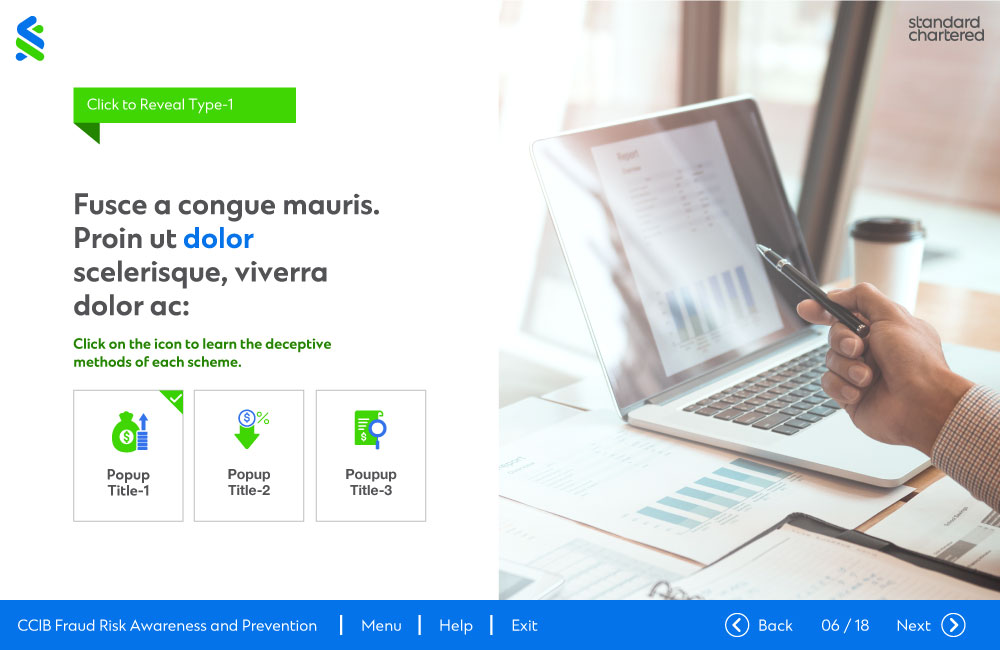 standard
chartered
Click to Reveal Type-1
Fusce a congue mauris.
Proin ut dolor
scelerisque, viverra
dolor ac:
Click on the icon to learn the deceptive
methods of each scheme.
Popup
Title-1
%
Popup
Title-2
Poupup
Title-3
Report
CCIB Fraud Risk Awareness and Prevention
Menu
Help
Exit
Back
06 / 18
Next